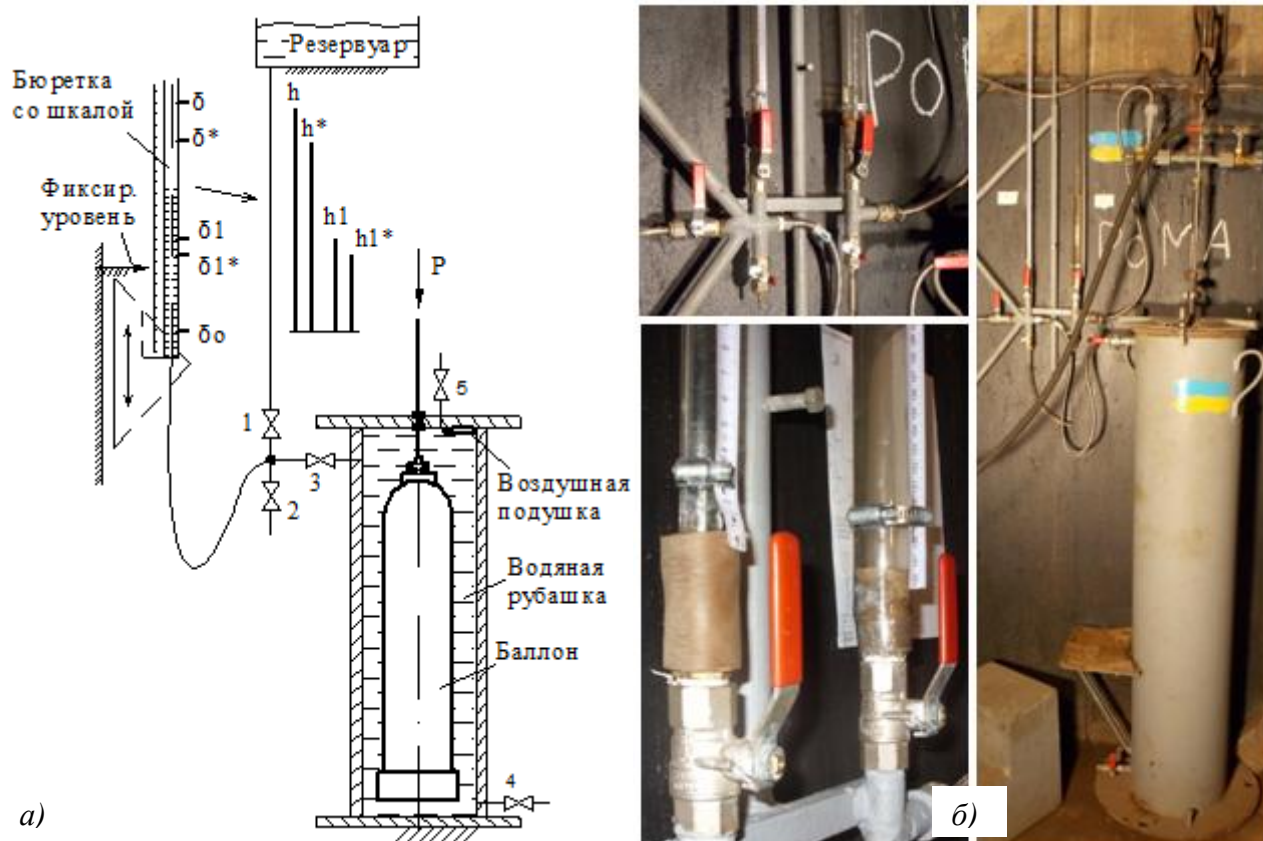 Резервуар
Бюретка
со шкалой
δ
δ*
h
h*
Фиксир.
уровень
δ1
δ1*
h1
h1*
P
δо
5
1
3
2
Воздушная
подушка
Водяная
рубашка
Баллон
4
а)
РО
РОМА
б)